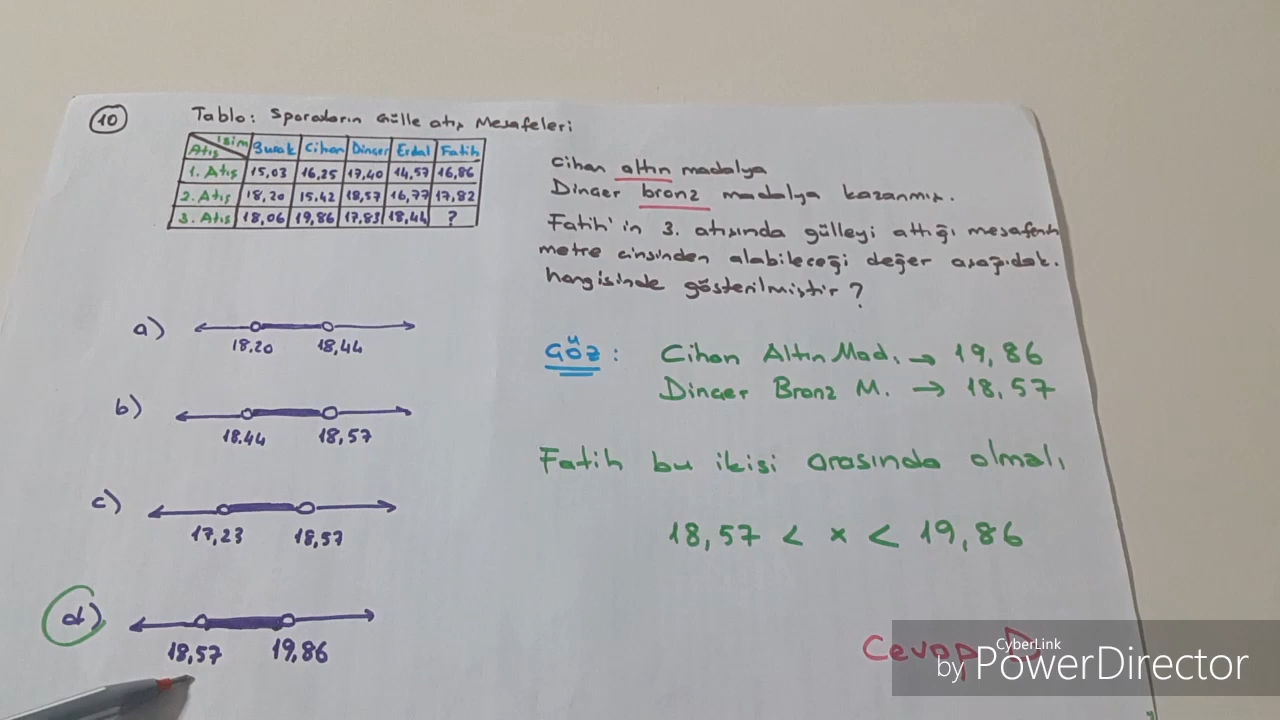 10
Tablo: Sporcuların Gülle atış Mesafeleri
İsim Atış Burak Cihan Dinçer Erdal Fatih
1. Atış 15,03 16,25 17,40 14,57 16,86
2. Atış 18,20 15.42 18,57 16,77 17,82
3. Atış 18,06 19,86 17,83 18,44 ?
Cihan altın madalya
Dinçer bronz madalya kazanmış.
Fatih'in 3. atışında gülleyi attığı mesafenin
metre cinsinden alabileceği değer aşağıdak.
hangisinde gösterilmiştir?
a)
18.20 18,44
b)
18.44 18,57
c)
17,23 18,57
d)
18,57 19,86
ÇÖZ: Cihan Altın Mad. → 19,86
Dinçer Bronz M. → 18,57
Fatih bu ikisi arasında olmalı
18,57 < x < 19,86
Cevap D
CyberLink
by PowerDirector